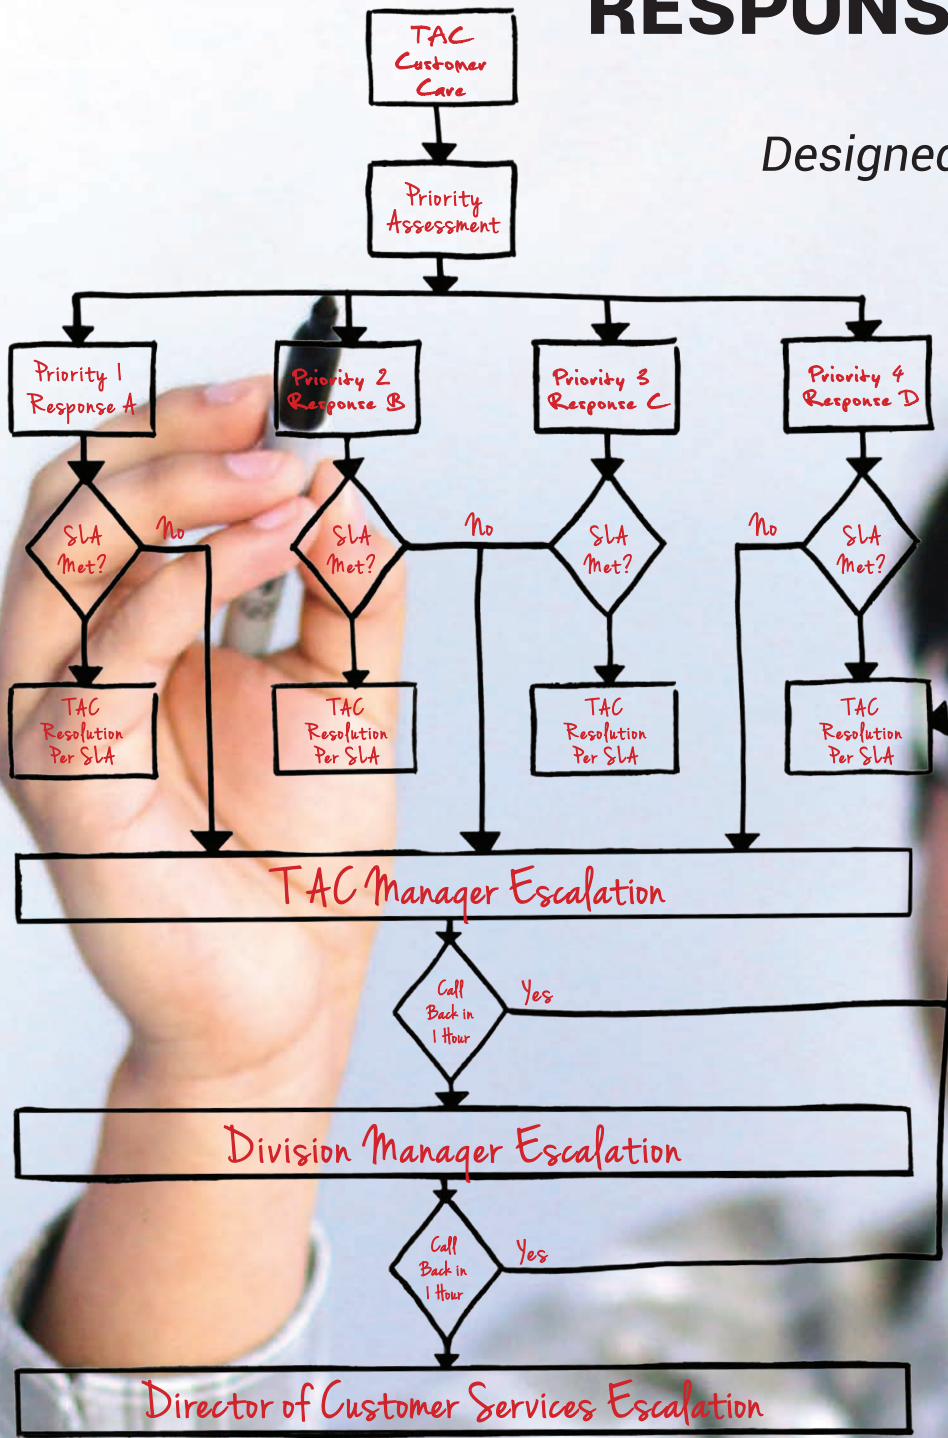 RESPONS
Designed
TAC
Customer
Care
Priority
Assessment
Priority 1
Response A
Priority 2
Response B
Priority 3
Response C
Priority 4
Response D
SLA
Met?
No
SLA
Met?
No
SLA
Met?
No
SLA
Met?
TAC
Resolution
Per SLA
TAC
Resolution
Per SLA
TAC
Resolution
Per SLA
TAC
Resolution
Per SLA
TAC Manager Escalation
Call
Back in
1 Hour
Yes
Division Manager Escalation
Call
Back in
1 Hour
Yes
Director of Customer Services Escalation